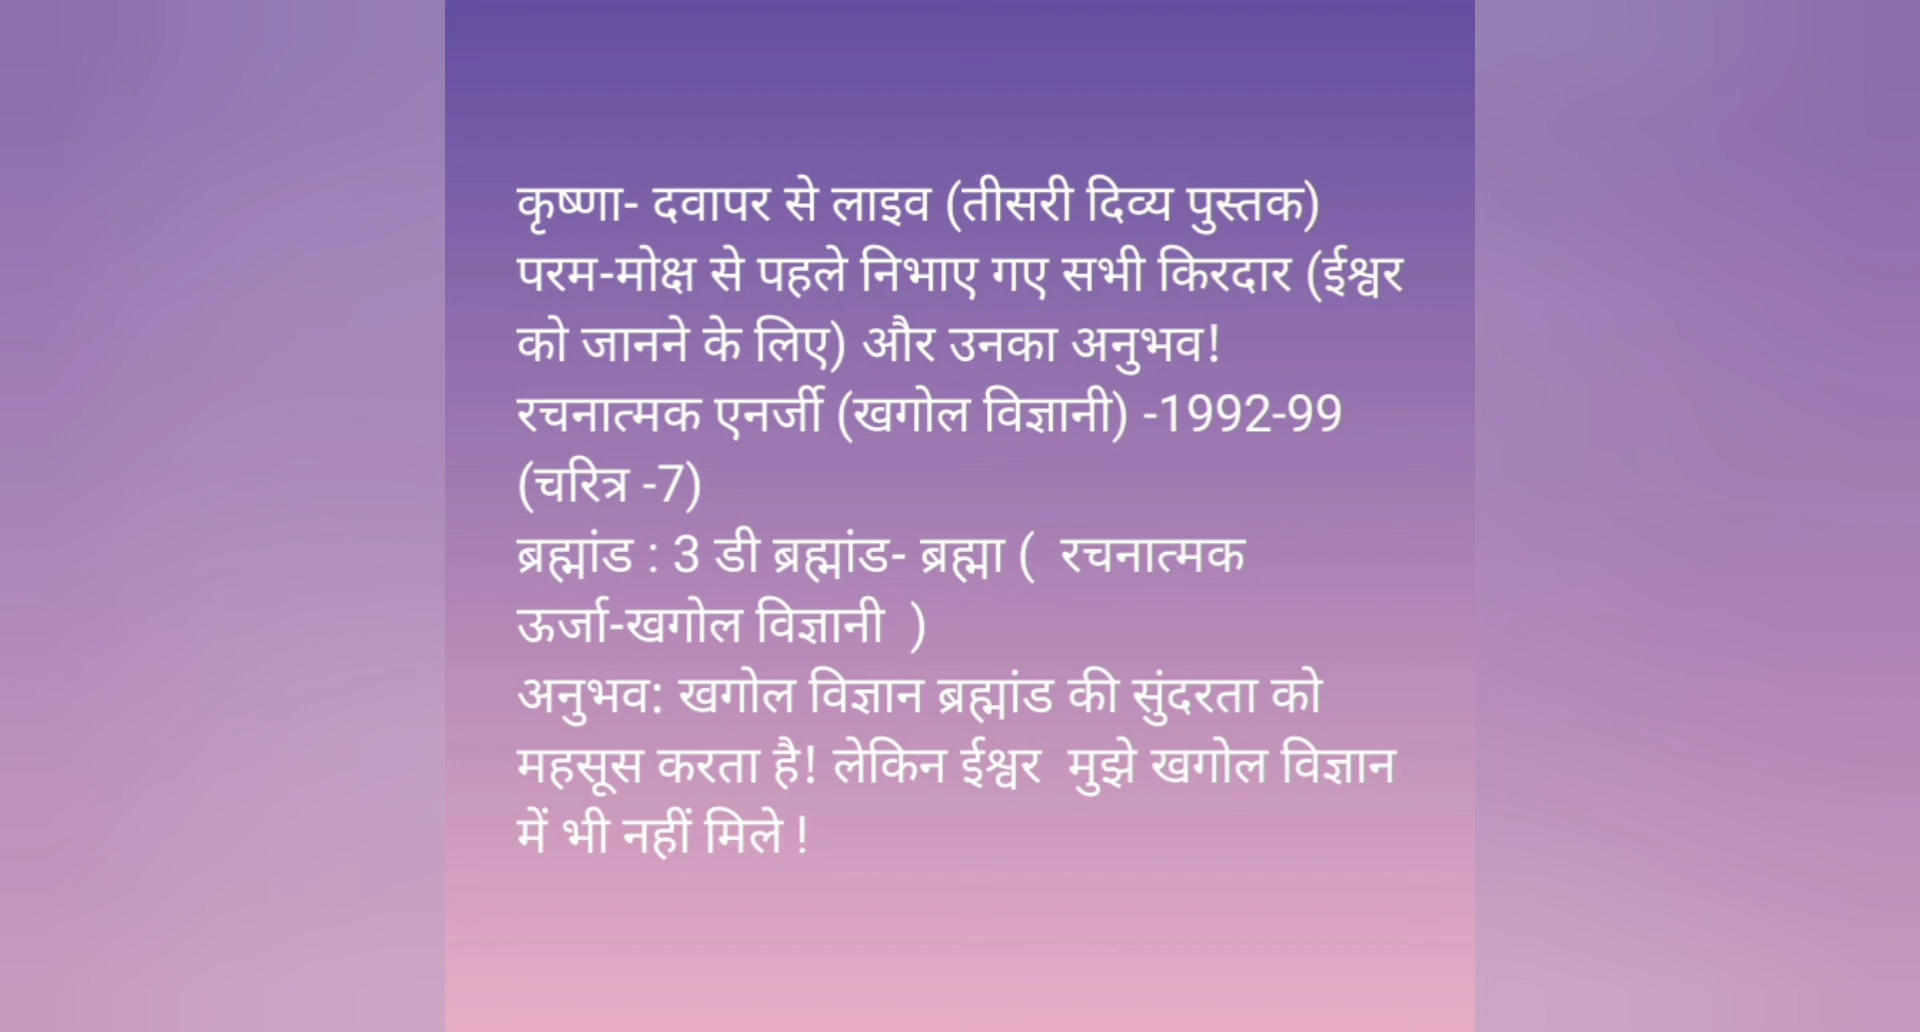 कृष्णा- दवापर से लाइव (तीसरी दिव्य पुस्तक)
परम-मोक्ष से पहले निभाए गए सभी किरदार (ईश्वर
को जानने के लिए) और उनका अनुभव!
रचनात्मक एनर्जी (खगोल विज्ञानी) -1992-99
(चरित्र -7)
ब्रह्मांड : 3 डी ब्रह्मांड- ब्रह्मा (  रचनात्मक
ऊर्जा-खगोल विज्ञानी  )
अनुभव: खगोल विज्ञान ब्रह्मांड की सुंदरता को
महसूस करता है! लेकिन ईश्वर  मुझे खगोल विज्ञान
में भी नहीं मिले !